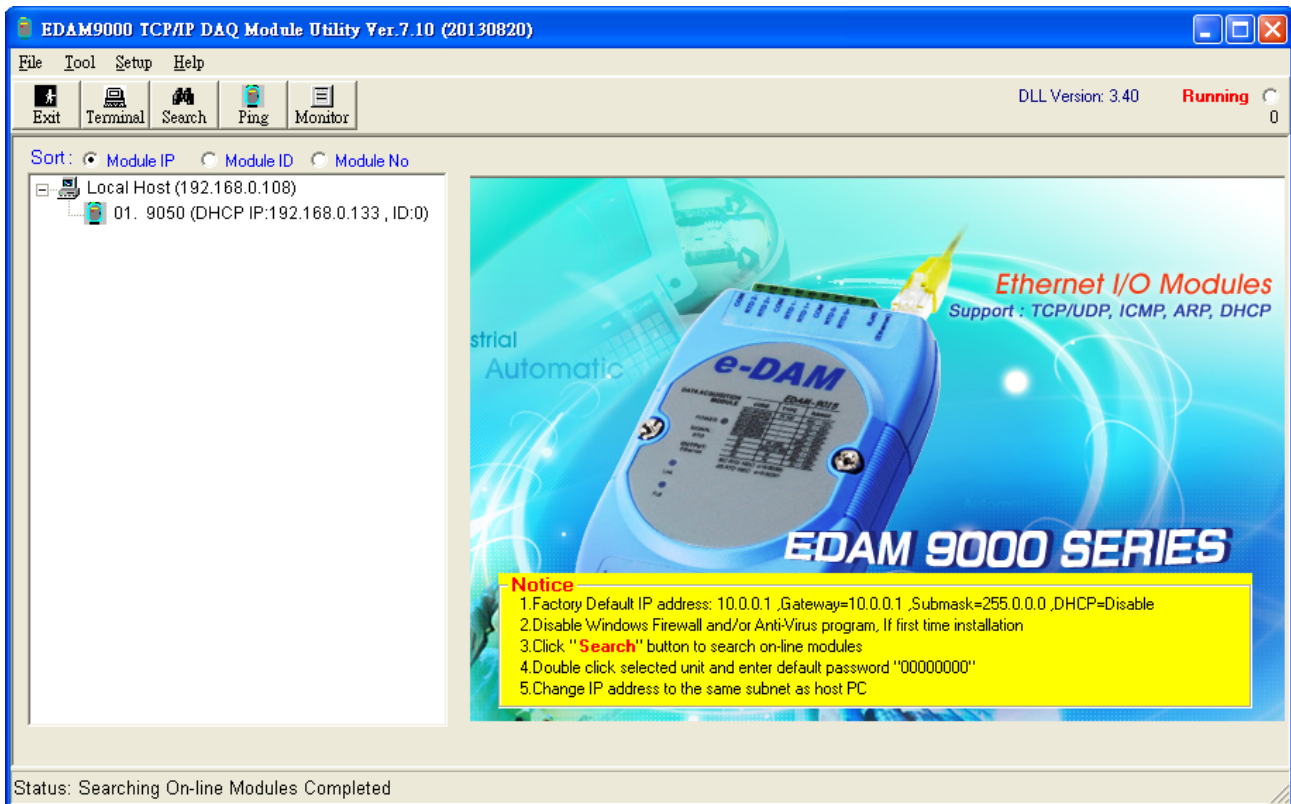 EDAM9000 TCP/IP DAQ Module Utility Ver.7.10 (20130820)
File Tool Setup Help
Exit Terminal Search Ping Monitor
DLL Version: 3.40 Running
0
Sort: Module IP Module ID Module No
Local Host (192.168.0.108)
01. 9050 (DHCP IP:192.168.0.133 , ID:0)
Ethernet I/O Modules
Support : TCP/UDP, ICMP, ARP, DHCP
strial
Automatic
e-DAM
DATA ACQUISITION
MODULE
EDAM-9015
EDAM 9000 SERIES
Notice
1.Factory Default IP address: 10.0.0.1 ,Gateway=10.0.0.1 ,Submask=255.0.0.0 ,DHCP=Disable
2.Disable Windows Firewall and/or Anti-Virus program, If first time installation
3.Click "Search" button to search on-line modules
4.Double click selected unit and enter default password "00000000"
5.Change IP address to the same subnet as host PC
Status: Searching On-line Modules Completed